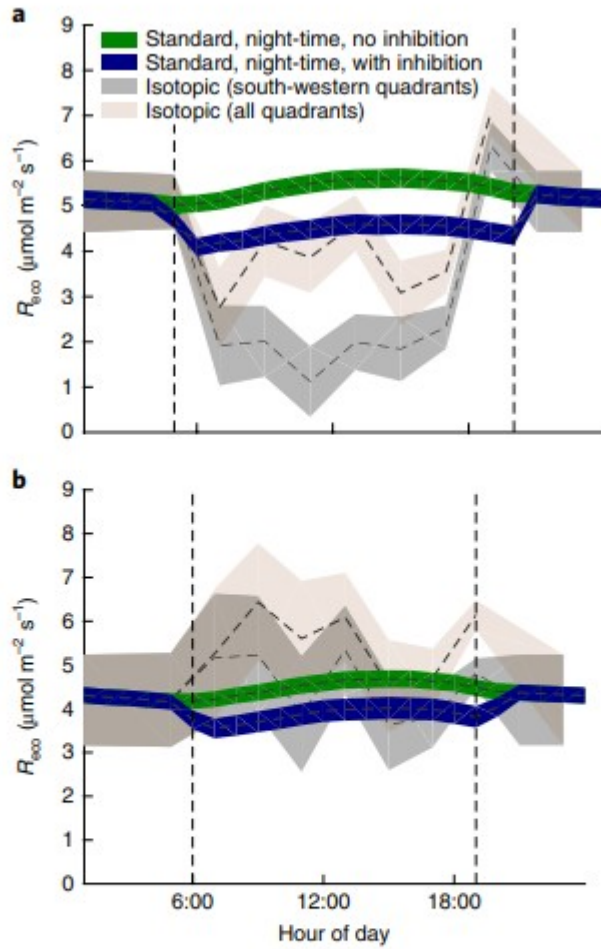 a
9
8
7
6
5
4
3
2
1
0
R eco (μmol m⁻² s⁻¹)
Standard, night-time, no inhibition
Standard, night-time, with inhibition
Isotopic (south-western quadrants)
Isotopic (all quadrants)
b
9
8
7
6
5
4
3
2
1
0
R eco (μmol m⁻² s⁻¹)
6:00 12:00 18:00
Hour of day